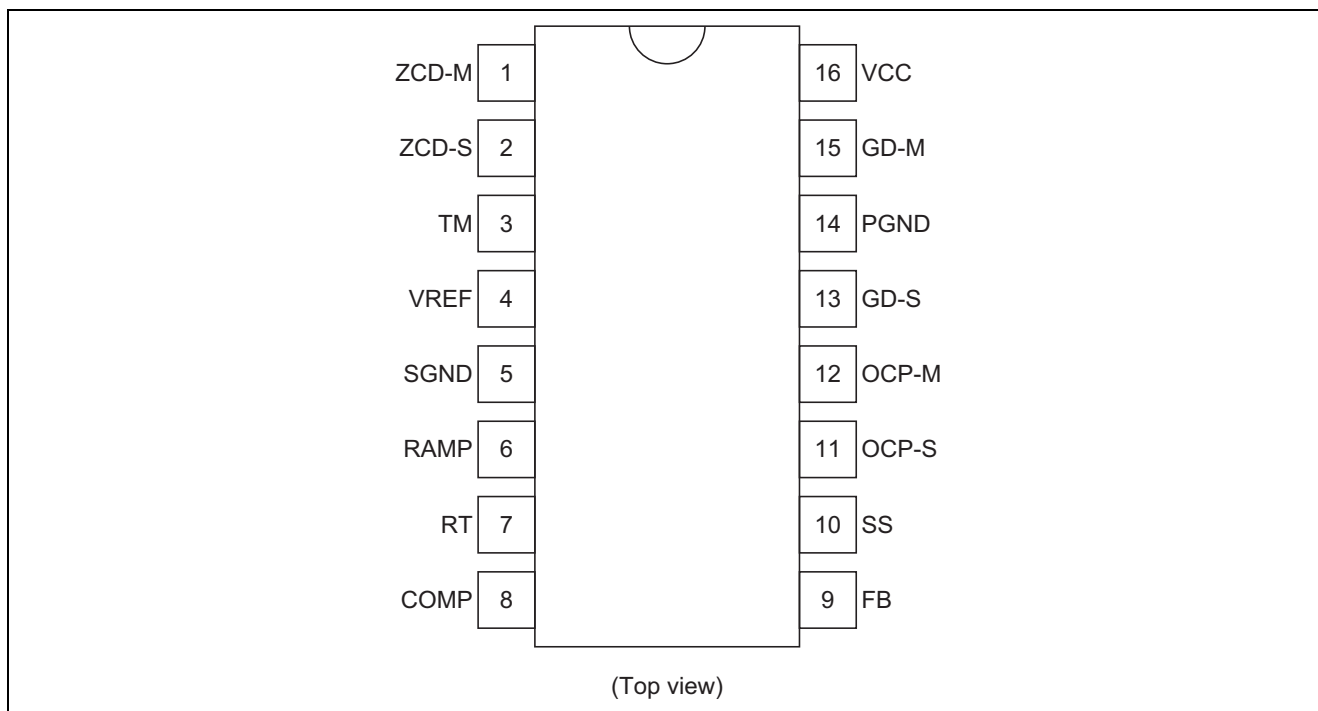 ZCD-M 1 16 VCC
ZCD-S 2 15 GD-M
TM 3 14 PGND
VREF 4 13 GD-S
SGND 5 12 OCP-M
RAMP 6 11 OCP-S
RT 7 10 SS
COMP 8 9 FB
(Top view)